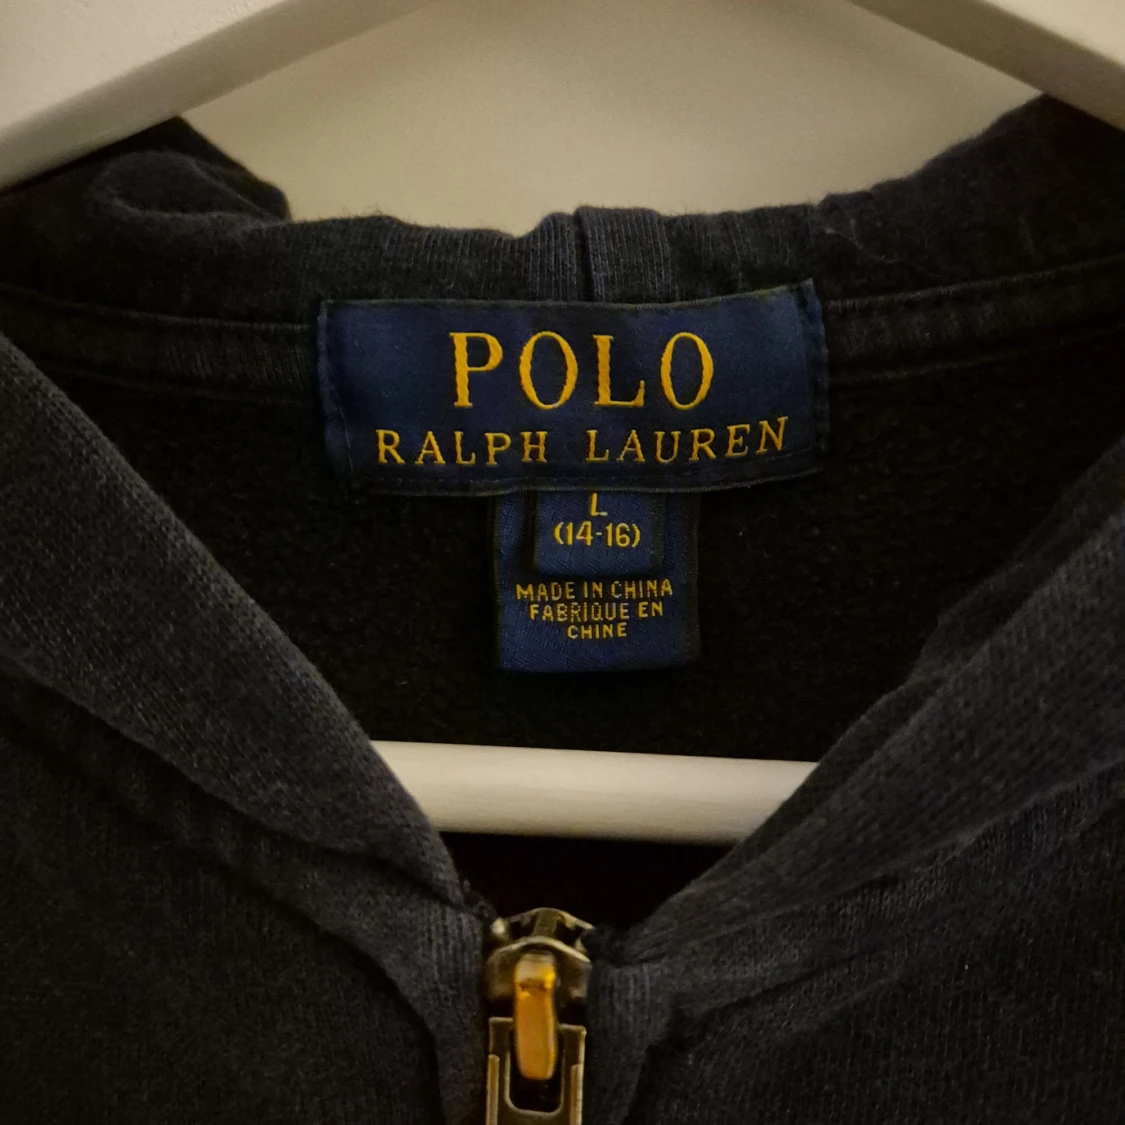 POLO
RALPH LAUREN
L
(14-16)
MADE IN CHINA
FABRIQUE EN
CHINE